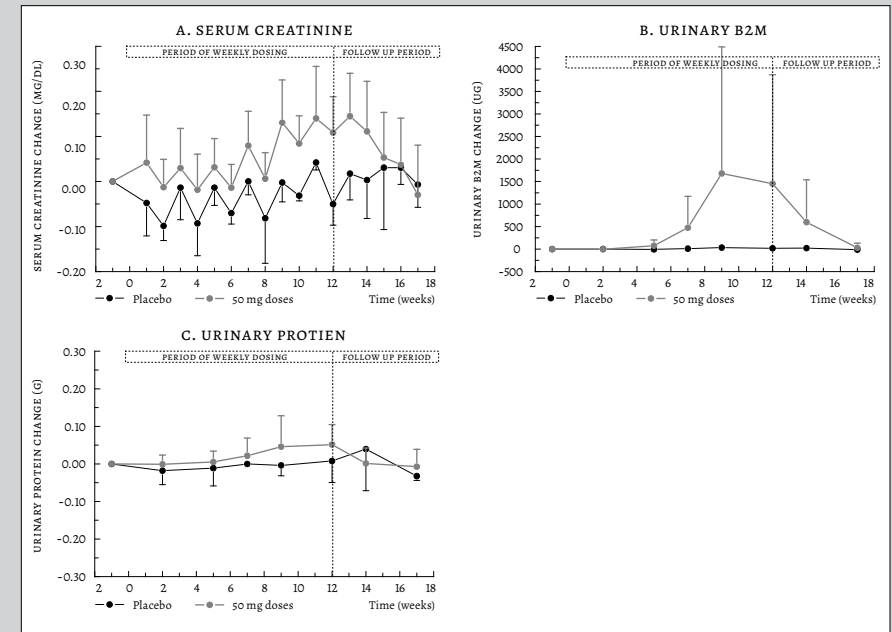 A. SERUM CREATININE
SERUM CREATININE CHANGE (MG/DL)
PERIOD OF WEEKLY DOSING
FOLLOW UP PERIOD
0.30
0.20
0.10
0.00
-0.10
-0.20
2 0 2 4 6 8 10 12 14 16 18
Placebo 50 mg doses Time (weeks)
B. URINARY B2M
URINARY B2M CHANGE (UG)
4500
PERIOD OF WEEKLY DOSING
FOLLOW UP PERIOD
4000
3500
3000
2500
2000
1500
1000
500
0
-500
2 0 2 4 6 8 10 12 14 16 18
Placebo 50 mg doses Time (weeks)
C. URINARY PROTIEN
URINARY PROTEIN CHANGE (G)
0.30
PERIOD OF WEEKLY DOSING
FOLLOW UP PERIOD
0.20
0.10
0.00
-0.10
-0.20
-0.30
2 0 2 4 6 8 10 12 14 16 18
Placebo 50 mg doses Time (weeks)